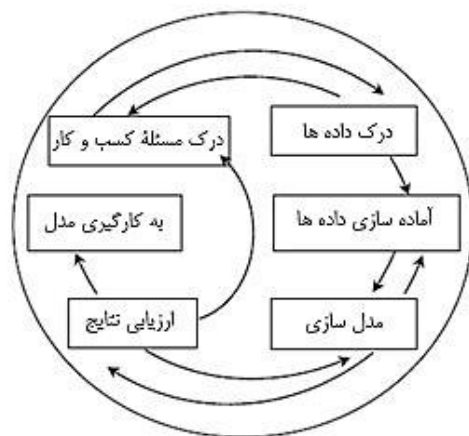 درک داده ها
درک مسئلهٔ کسب و کار
آماده سازی داده ها
به کارگیری مدل
مدل سازی
ارزیابی نتایج